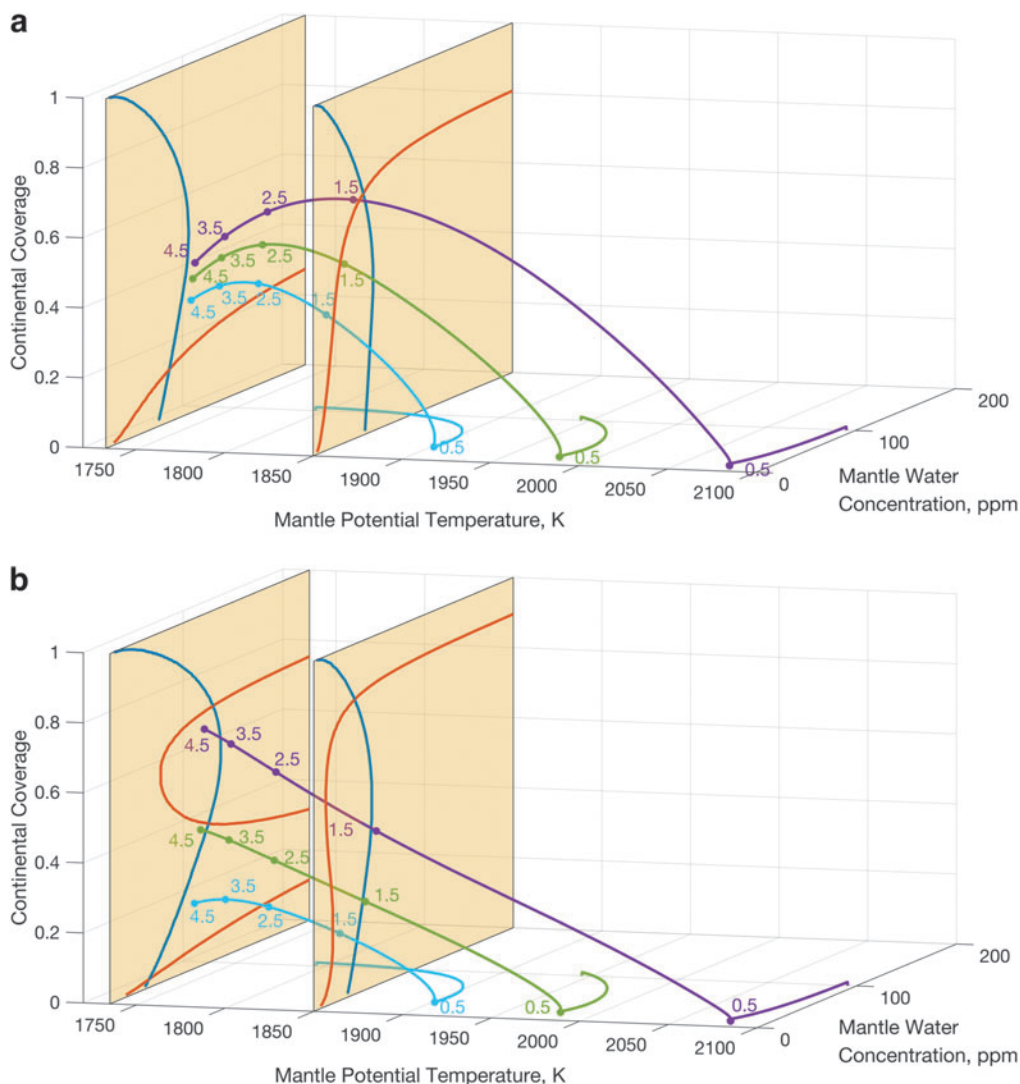 a
Continental Coverage
1
0.8
0.6
0.4
0.2
0
4.5 3.5 2.5 1.5
4.5 3.5 2.5 1.5
4.5 3.5 2.5 1.5
0.5 0.5 0.5
1750 1800 1850 1900 1950 2000 2050 2100
0 100 200
Mantle Potential Temperature, K
Mantle Water
Concentration, ppm
b
Continental Coverage
1
0.8
0.6
0.4
0.2
0
4.5 3.5 2.5 1.5
4.5 3.5 2.5 1.5
4.5 3.5 2.5 1.5
0.5 0.5 0.5
1750 1800 1850 1900 1950 2000 2050 2100
0 100 200
Mantle Potential Temperature, K
Mantle Water
Concentration, ppm